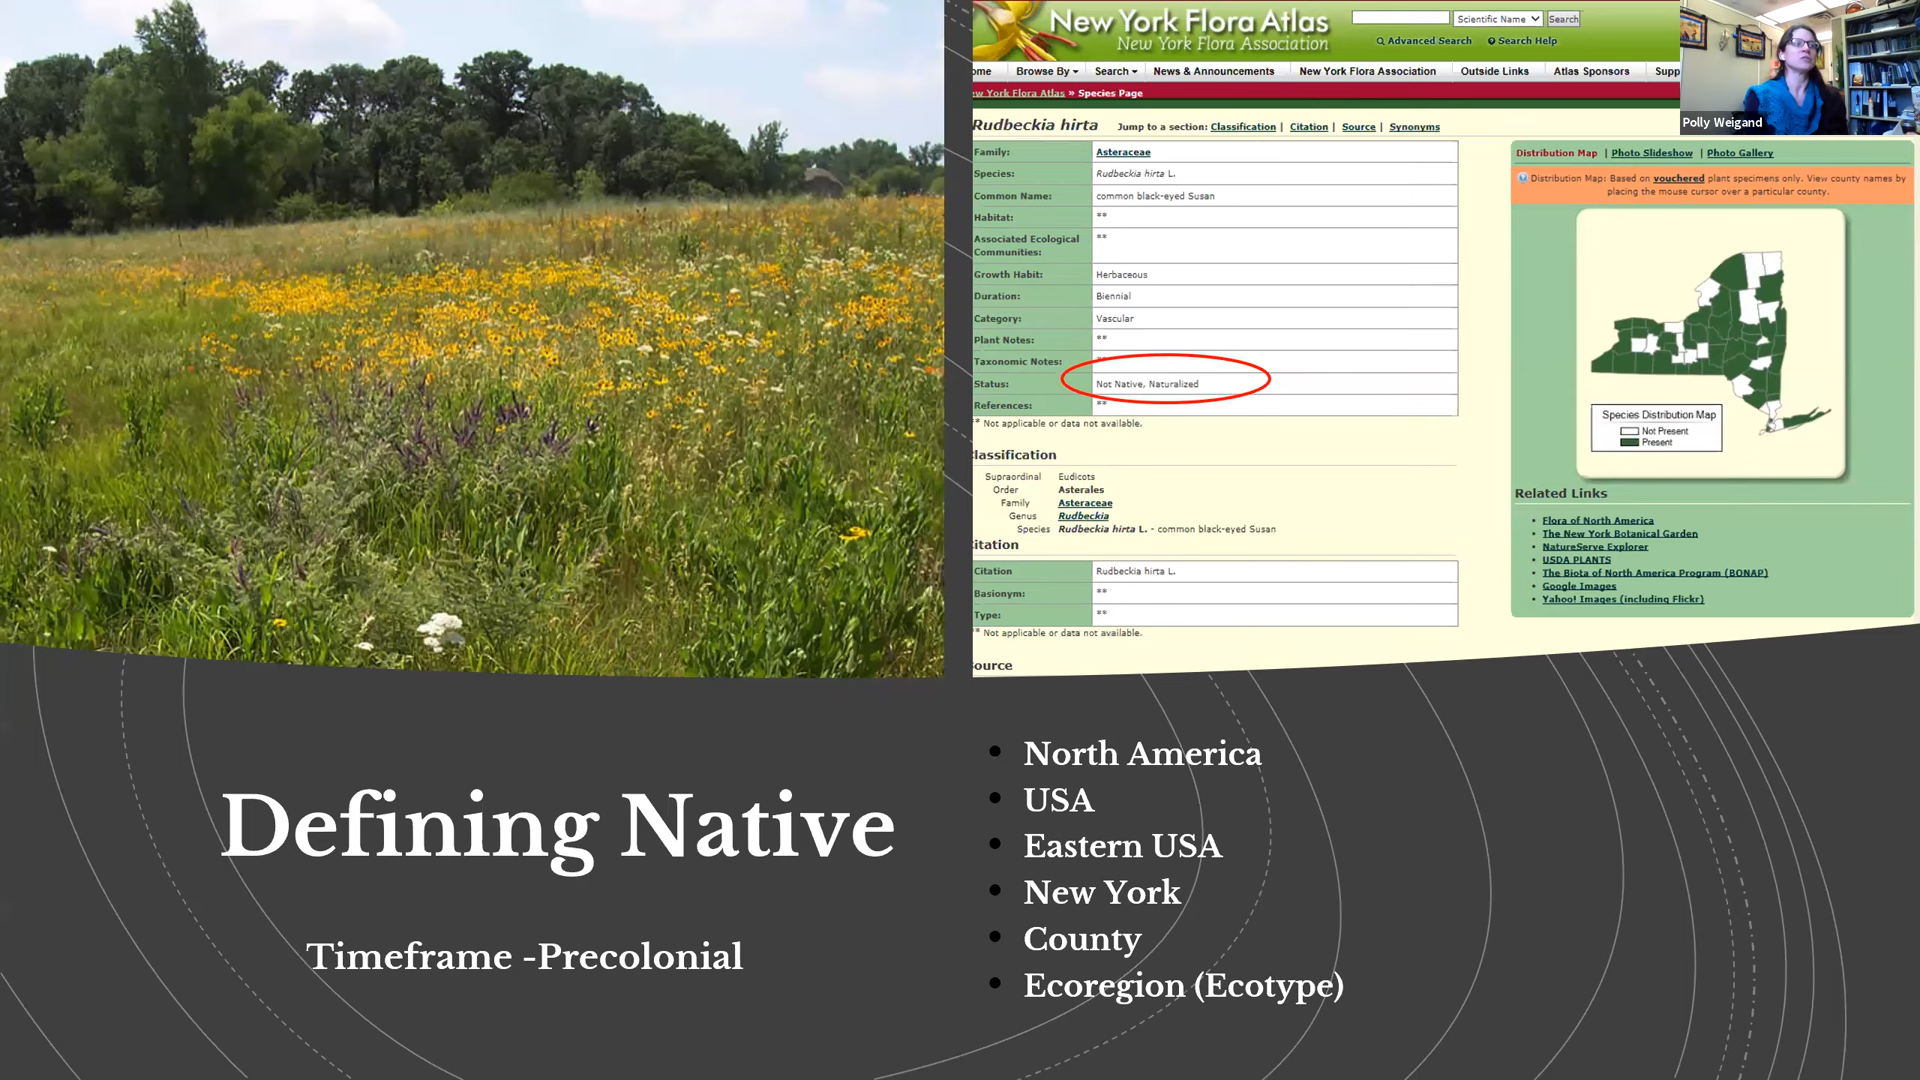 New York Flora Atlas
New York Flora Association
Scientific Name
Search
Advanced Search
Search Help
ome
Browse By
Search
News & Announcements
New York Flora Association
Outside Links
Atlas Sponsors
Supp
ew York Flora Atlas » Species Page
Polly Weigand
Rudbeckia hirta
Jump to a section: Classification | Citation | Source | Synonyms
Family: Asteraceae
Species: Rudbeckia hirta L.
Common Name: common black-eyed Susan
Habitat: **
Associated Ecological **
Communities:
Growth Habit: Herbaceous
Duration: Biennial
Category: Vascular
Plant Notes: **
Taxonomic Notes: **
Status: Not Native, Naturalized
References: **
** Not applicable or data not available.
lassification
Supraordinal Eudicots
Order Asterales
Family Asteraceae
Genus Rudbeckia
Species Rudbeckia hirta L. - common black-eyed Susan
itation
Citation Rudbeckia hirta L.
Basionym: **
Type: **
** Not applicable or data not available.
ource
Distribution Map | Photo Slideshow | Photo Gallery
Distribution Map: Based on vouchered plant specimens only. View county names by
placing the mouse cursor over a particular county.
Species Distribution Map
Not Present
Present
Related Links
Flora of North America
The New York Botanical Garden
NatureServe Explorer
USDA PLANTS
The Biota of North America Program (BONAP)
Google Images
Yahoo! Images (including Flickr)
Defining Native
Timeframe -Precolonial
• North America
• USA
• Eastern USA
• New York
• County
• Ecoregion (Ecotype)